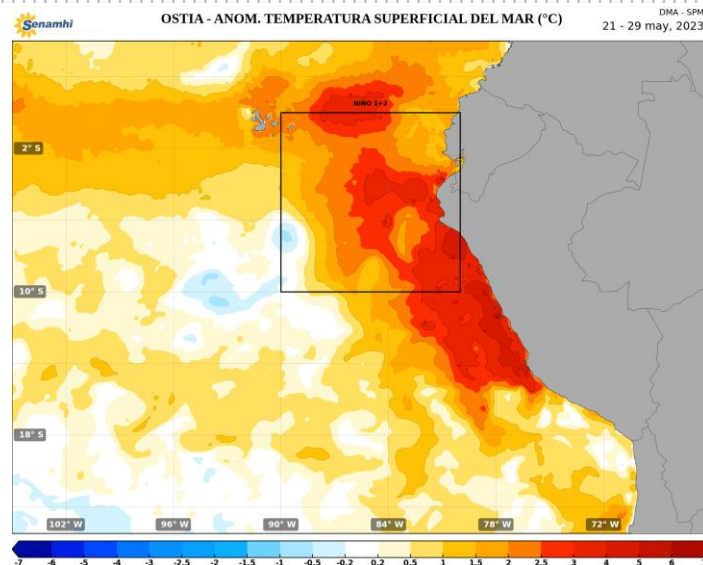 Senamhi
OSTIA - ANOM. TEMPERATURA SUPERFICIAL DEL MAR (°C)
DMA - SPM
21 - 29 may, 2023
NIÑO 1+2
2° S
10° S
18° S
102° W 96° W 90° W 84° W 78° W 72° W
-7 -6 -5 -4 -3 -2.5 -2 -1.5 -1 -0.5 -0.2 0.2 0.5 1 1.5 2 2.5 3 4 5 6